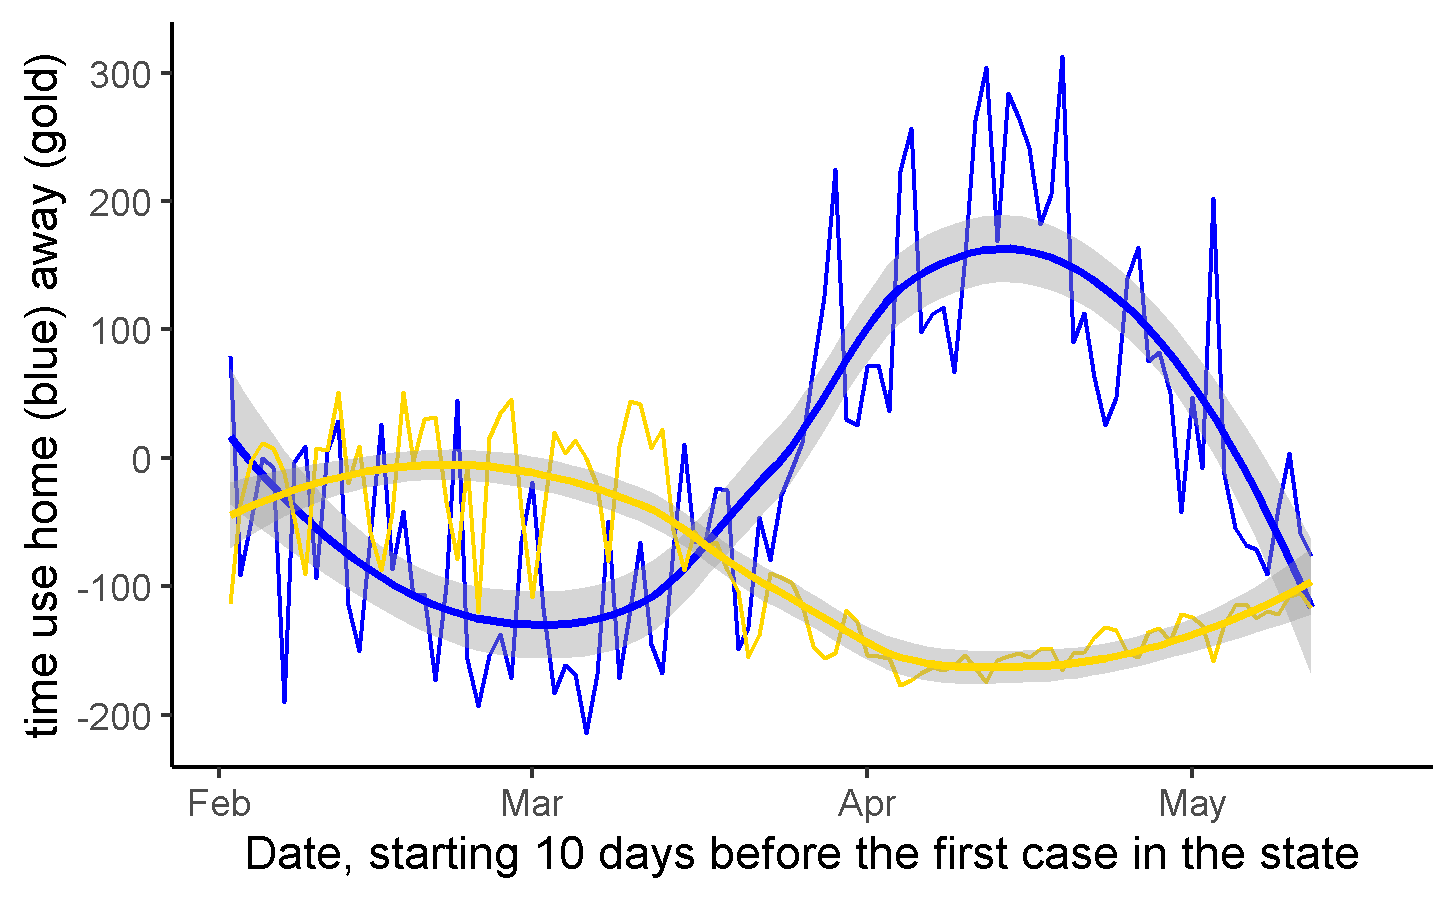 time use home (blue) away (gold)
300
200
100
0
-100
-200
Feb
Mar
Apr
May
Date, starting 10 days before the first case in the state